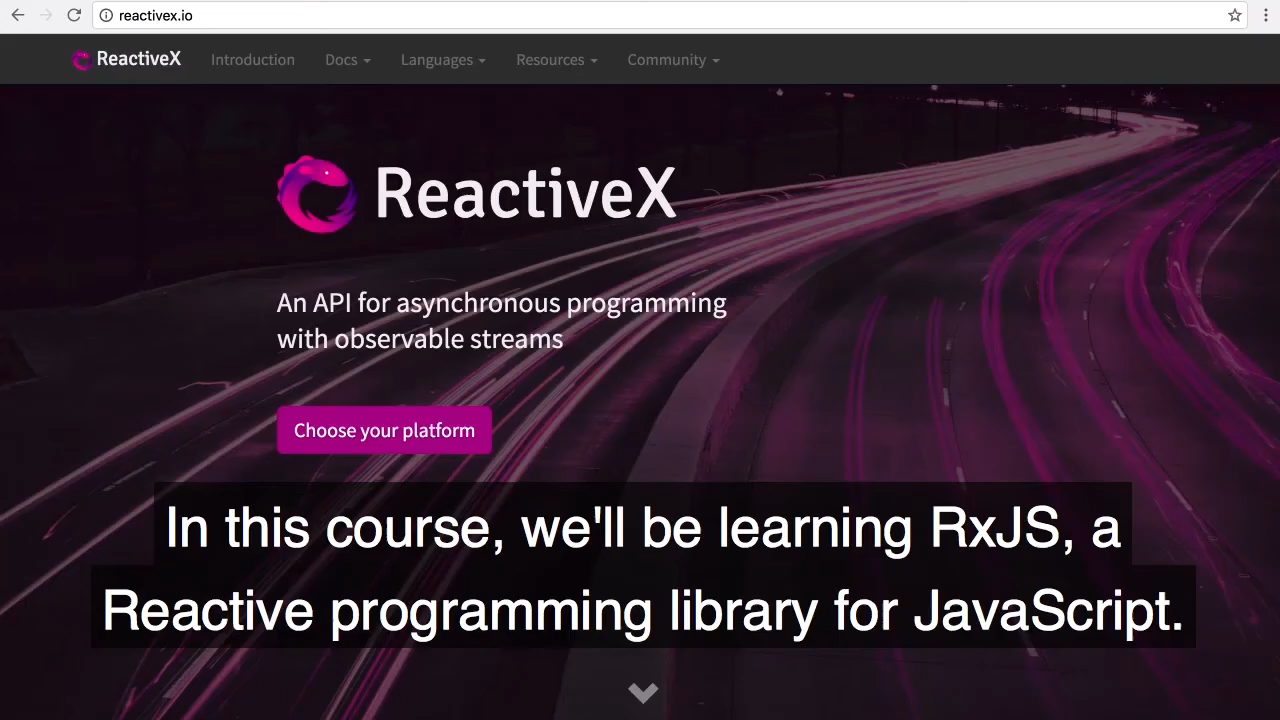 reactivex.io
ReactiveX Introduction Docs Languages Resources Community
ReactiveX
An API for asynchronous programming
with observable streams
Choose your platform
In this course, we'll be learning RxJS, a
Reactive programming library for JavaScript.